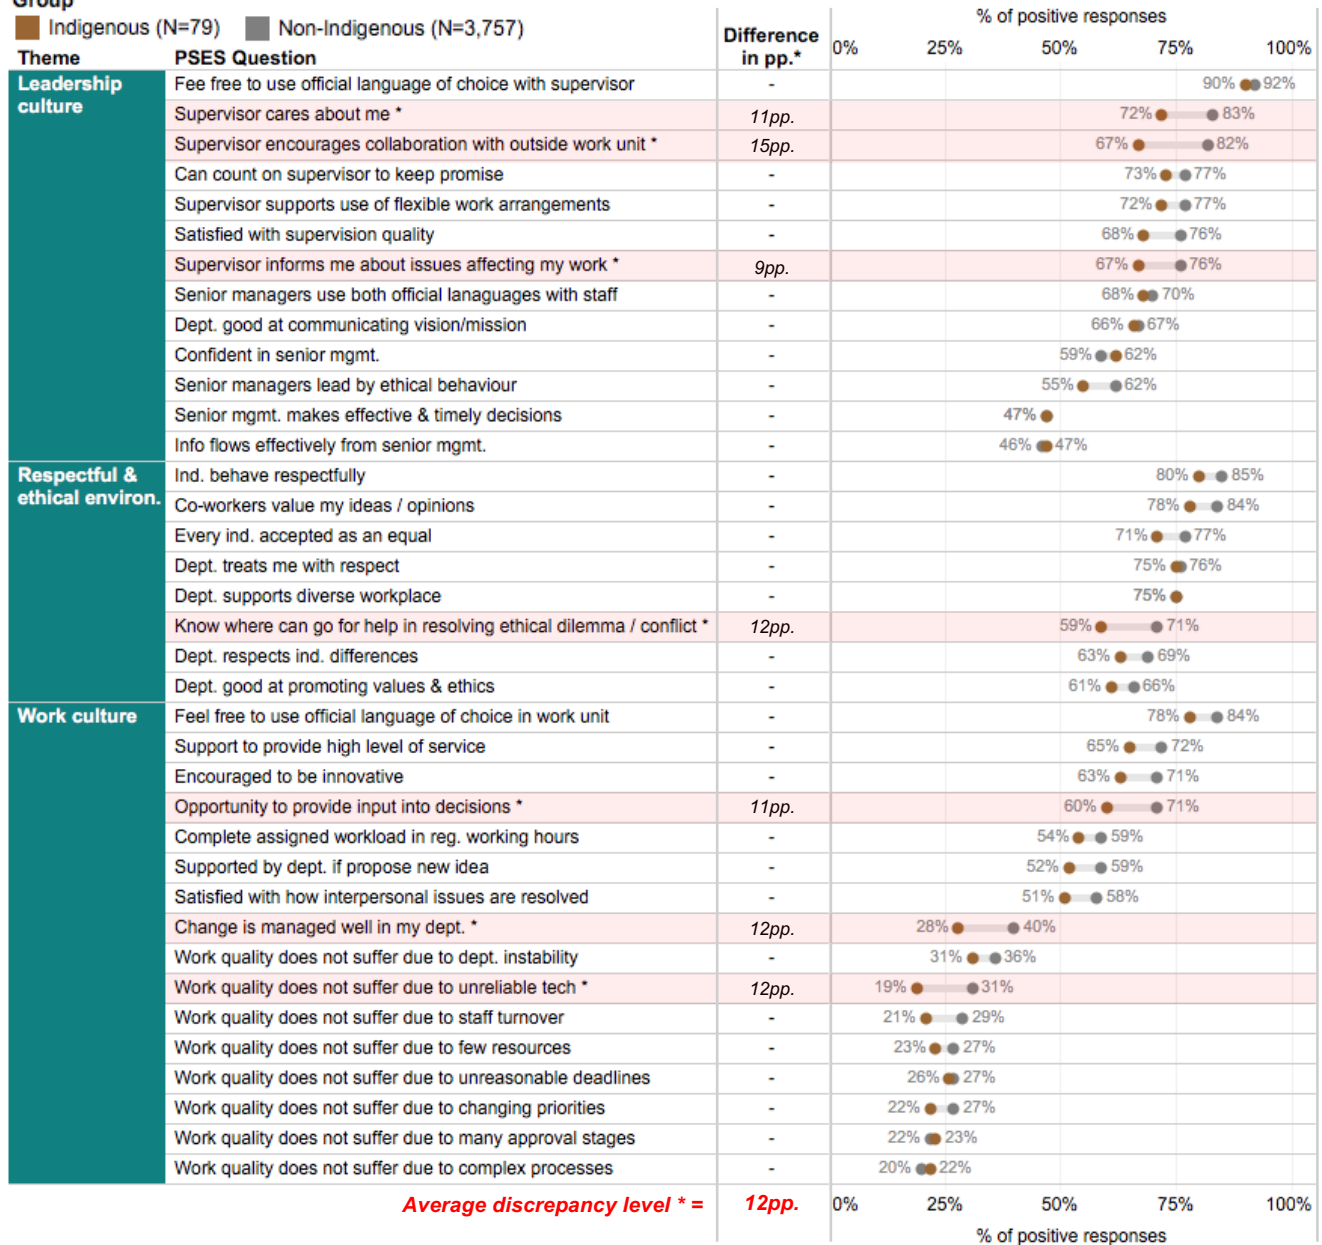 Group
Indigenous (N=79) Non-Indigenous (N=3,757)
% of positive responses
Theme PSES Question Difference in pp.* 0% 25% 50% 75% 100%
Leadership culture
Fee free to use official language of choice with supervisor - 90% 92%
Supervisor cares about me * 11pp. 72% 83%
Supervisor encourages collaboration with outside work unit * 15pp. 67% 82%
Can count on supervisor to keep promise - 73% 77%
Supervisor supports use of flexible work arrangements - 72% 77%
Satisfied with supervision quality - 68% 76%
Supervisor informs me about issues affecting my work * 9pp. 67% 76%
Senior managers use both official lanaguages with staff - 68% 70%
Dept. good at communicating vision/mission - 66% 67%
Confident in senior mgmt. - 59% 62%
Senior managers lead by ethical behaviour - 55% 62%
Senior mgmt. makes effective & timely decisions - 47%
Info flows effectively from senior mgmt. - 46% 47%
Respectful & ethical environ.
Ind. behave respectfully - 80% 85%
Co-workers value my ideas / opinions - 78% 84%
Every ind. accepted as an equal - 71% 77%
Dept. treats me with respect - 75% 76%
Dept. supports diverse workplace - 75%
Know where can go for help in resolving ethical dilemma / conflict * 12pp. 59% 71%
Dept. respects ind. differences - 63% 69%
Dept. good at promoting values & ethics - 61% 66%
Work culture
Feel free to use official language of choice in work unit - 78% 84%
Support to provide high level of service - 65% 72%
Encouraged to be innovative - 63% 71%
Opportunity to provide input into decisions * 11pp. 60% 71%
Complete assigned workload in reg. working hours - 54% 59%
Supported by dept. if propose new idea - 52% 59%
Satisfied with how interpersonal issues are resolved - 51% 58%
Change is managed well in my dept. * 12pp. 28% 40%
Work quality does not suffer due to dept. instability - 31% 36%
Work quality does not suffer due to unreliable tech * 12pp. 19% 31%
Work quality does not suffer due to staff turnover - 21% 29%
Work quality does not suffer due to few resources - 23% 27%
Work quality does not suffer due to unreasonable deadlines - 26% 27%
Work quality does not suffer due to changing priorities - 22% 27%
Work quality does not suffer due to many approval stages - 22% 23%
Work quality does not suffer due to complex processes - 20% 22%
Average discrepancy level * = 12pp. 0% 25% 50% 75% 100%
% of positive responses